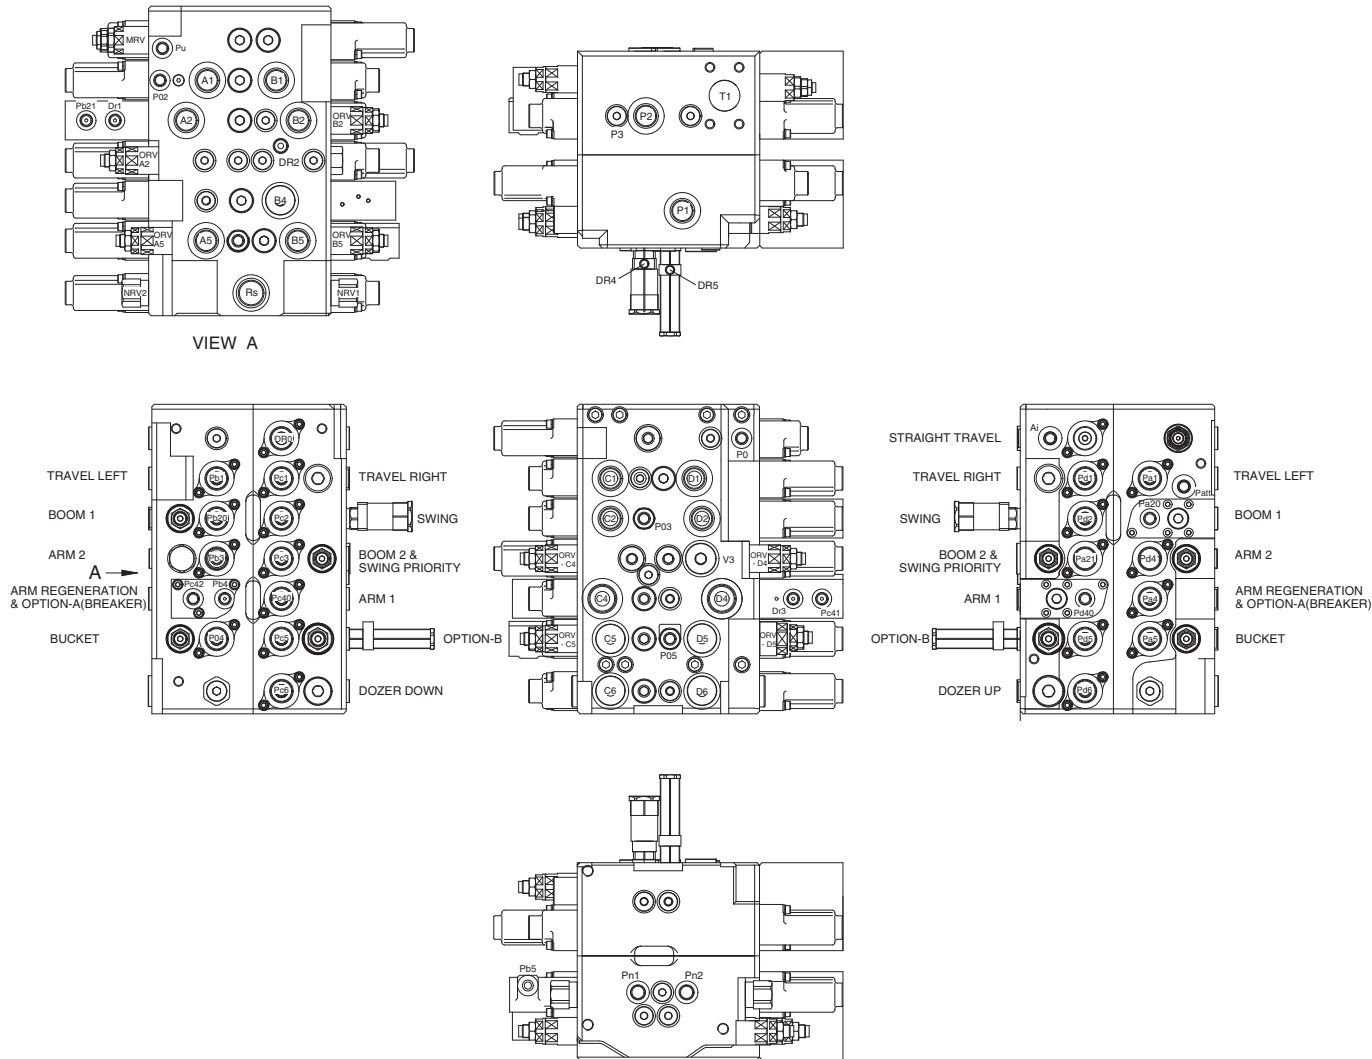 MRV
Pu
P02
A1
B1
Pb21
Dr1
A2
B2
ORV
B2
ORV
A2
DR2
B4
ORV
A5
A5
B5
ORV
B5
NRV2
Rs
NRV1
VIEW A
T1
P3
P2
P1
DR4
DR5
DR0
TRAVEL LEFT
Pb1
Pc1
TRAVEL RIGHT
BOOM 1
Pb20
Pc2
SWING
ARM 2
Pb3
Pc3
BOOM 2 &
SWING PRIORITY
A
Pc42
Pb4
ARM REGENERATION
& OPTION-A(BREAKER)
Pc40
ARM 1
BUCKET
P04
Pc5
OPTION-B
Pc6
DOZER DOWN
P0
C1
D1
C2
P03
D2
ORV
- C4
V3
ORV
- D4
C4
D4
Dr3
Pc41
ORV
- C5
C5
P05
D5
ORV
- D5
C6
D6
STRAIGHT TRAVEL
Ai
TRAVEL RIGHT
Pd1
Pa1
TRAVEL LEFT
Patt
SWING
Pd2
Pa20
BOOM 1
BOOM 2 &
SWING PRIORITY
Pa21
Pd41
ARM 2
ARM 1
Pd40
Pa4
ARM REGENERATION
& OPTION-A(BREAKER)
OPTION-B
Pd5
Pa5
BUCKET
DOZER UP
Pd6
Pb5
Pn1
Pn2